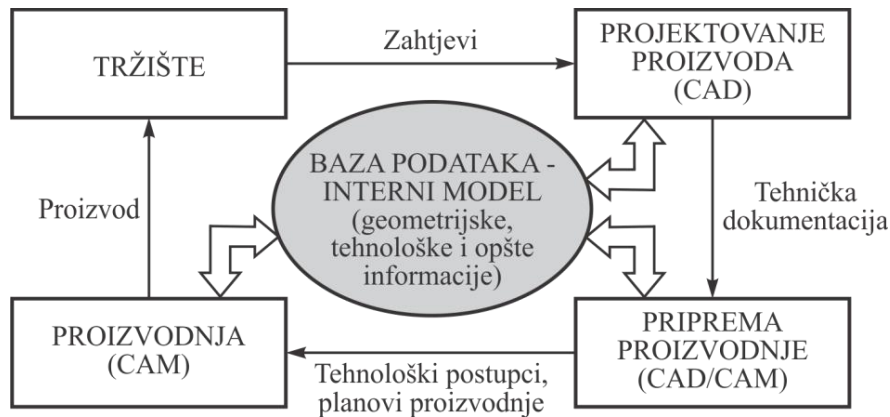 TRŽIŠTE
Zahtjevi
PROJEKTOVANJE
PROIZVODA
(CAD)
BAZA PODATAKA -
INTERNI MODEL
(geometrijske,
tehnološke i opšte
informacije)
Proizvod
Tehnička
dokumentacija
PROIZVODNJA
(CAM)
Tehnološki postupci,
planovi proizvodnje
PRIPREMA
PROIZVODNJE
(CAD/CAM)